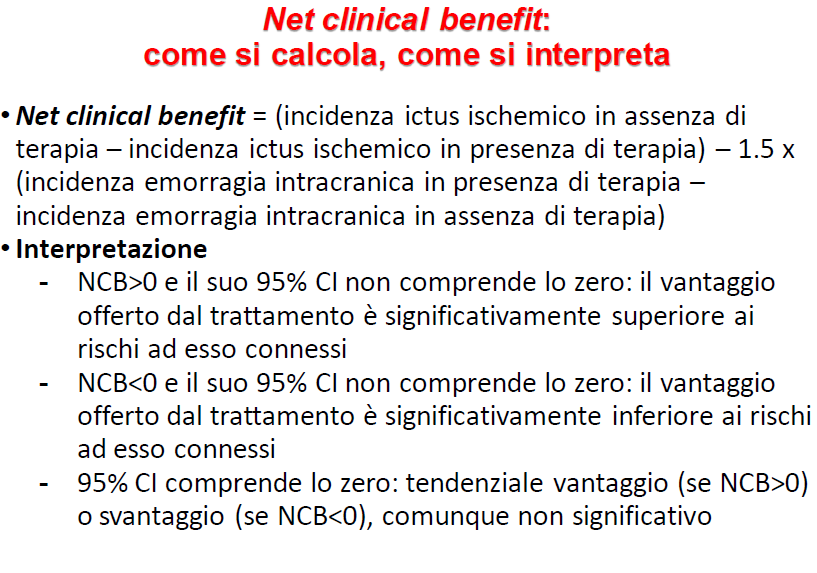 Net clinical benefit:
come si calcola, come si interpreta
• Net clinical benefit = (incidenza ictus ischemico in assenza di
terapia – incidenza ictus ischemico in presenza di terapia) – 1.5 x
(incidenza emorragia intracranica in presenza di terapia –
incidenza emorragia intracranica in assenza di terapia)
• Interpretazione
- NCB>0 e il suo 95% CI non comprende lo zero: il vantaggio
offerto dal trattamento è significativamente superiore ai
rischi ad esso connessi
- NCB<0 e il suo 95% CI non comprende lo zero: il vantaggio
offerto dal trattamento è significativamente inferiore ai rischi
ad esso connessi
- 95% CI comprende lo zero: tendenziale vantaggio (se NCB>0)
o svantaggio (se NCB<0), comunque non significativo